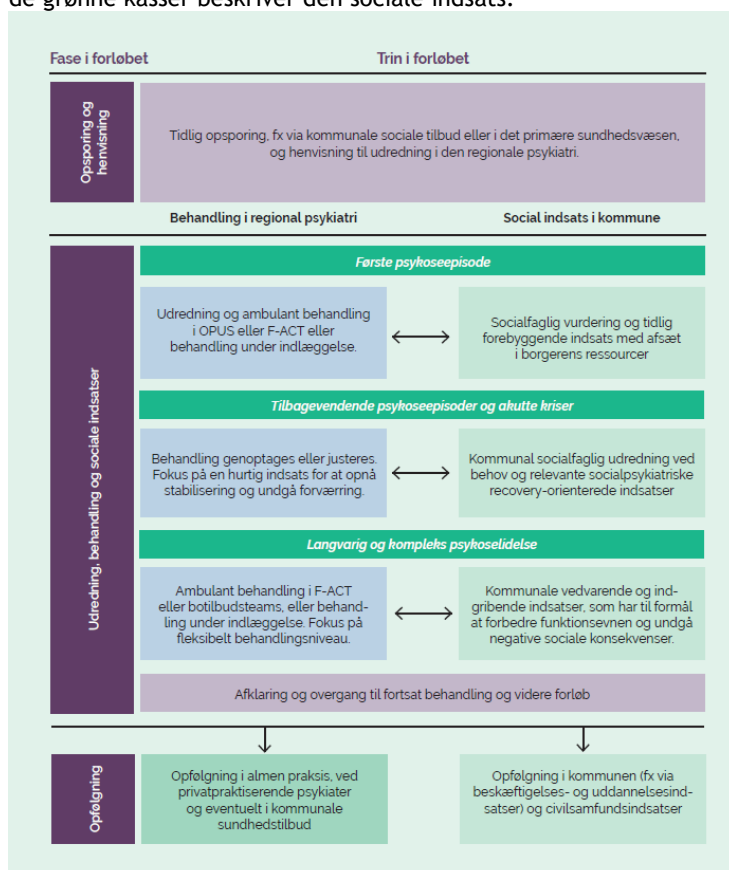 de grønne kasser beskriver den sociale indsats.
Fase i forløbet
Trin i forløbet
Opsporing og
henvisning
Tidlig opsporing, fx via kommunale sociale tilbud eller i det primære sundhedsvæsen,
og henvisning til udredning i den regionale psykiatri.
Behandling i regional psykiatri
Social indsats i kommune
Udredning, behandling og sociale indsatser
Første psykoseepisode
Udredning og ambulant behandling
i OPUS eller F-ACT eller
behandling under indlæggelse.
Socialfaglig vurdering og tidlig
forebyggende indsats med afsæt
i borgerens ressourcer
Tilbagevendende psykoseepisoder og akutte kriser
Behandling genoptages eller justeres.
Fokus på en hurtig indsats for at opnå
stabilisering og undgå forværring.
Kommunal socialfaglig udredning ved
behov og relevante socialpsykiatriske
recovery-orienterede indsatser
Langvarig og kompleks psykoselidelse
Ambulant behandling i F-ACT
eller botilbudsteams, eller behand-
ling under indlæggelse. Fokus på
fleksibelt behandlingsniveau.
Kommunale vedvarende og ind-
gribende indsatser, som har til formål
at forbedre funktionsevnen og undgå
negative sociale konsekvenser.
Afklaring og overgang til fortsat behandling og videre forløb
Opfølgning
Opfølgning i almen praksis, ved
privatpraktiserende psykiater
og eventuelt i kommunale
sundhedstilbud
Opfølgning i kommunen (fx via
beskæftigelses- og uddannelsesind-
satser) og civilsamfundsindsatser